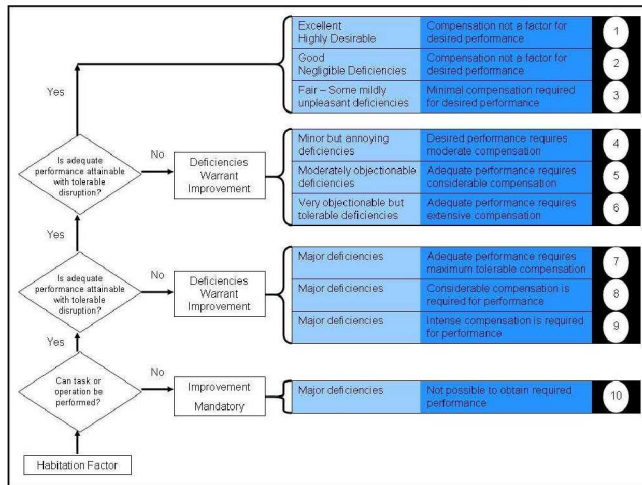 Excellent
Highly Desirable
Compensation not a factor for
desired performance
1
Good
Negligible Deficiencies
Compensation not a factor for
desired performance
2
Fair – Some mildly
unpleasant deficiencies
Minimal compensation required
for desired performance
3
Yes
Is adequate
performance attainable
with tolerable
disruption?
No
Deficiencies
Warrant
Improvement
Minor but annoying
deficiencies
Desired performance requires
moderate compensation
4
Moderately objectionable
deficiencies
Adequate performance requires
considerable compensation
5
Very objectionable but
tolerable deficiencies
Adequate performance requires
extensive compensation
6
Yes
Is adequate
performance attainable
with tolerable
disruption?
No
Deficiencies
Warrant
Improvement
Major deficiencies
Adequate performance requires
maximum tolerable compensation
7
Major deficiencies
Considerable compensation is
required for performance
8
Major deficiencies
Intense compensation is required
for performance
9
Yes
Can task or
operation be
performed?
No
Improvement
Mandatory
Major deficiencies
Not possible to obtain required
performance
10
Habitation Factor